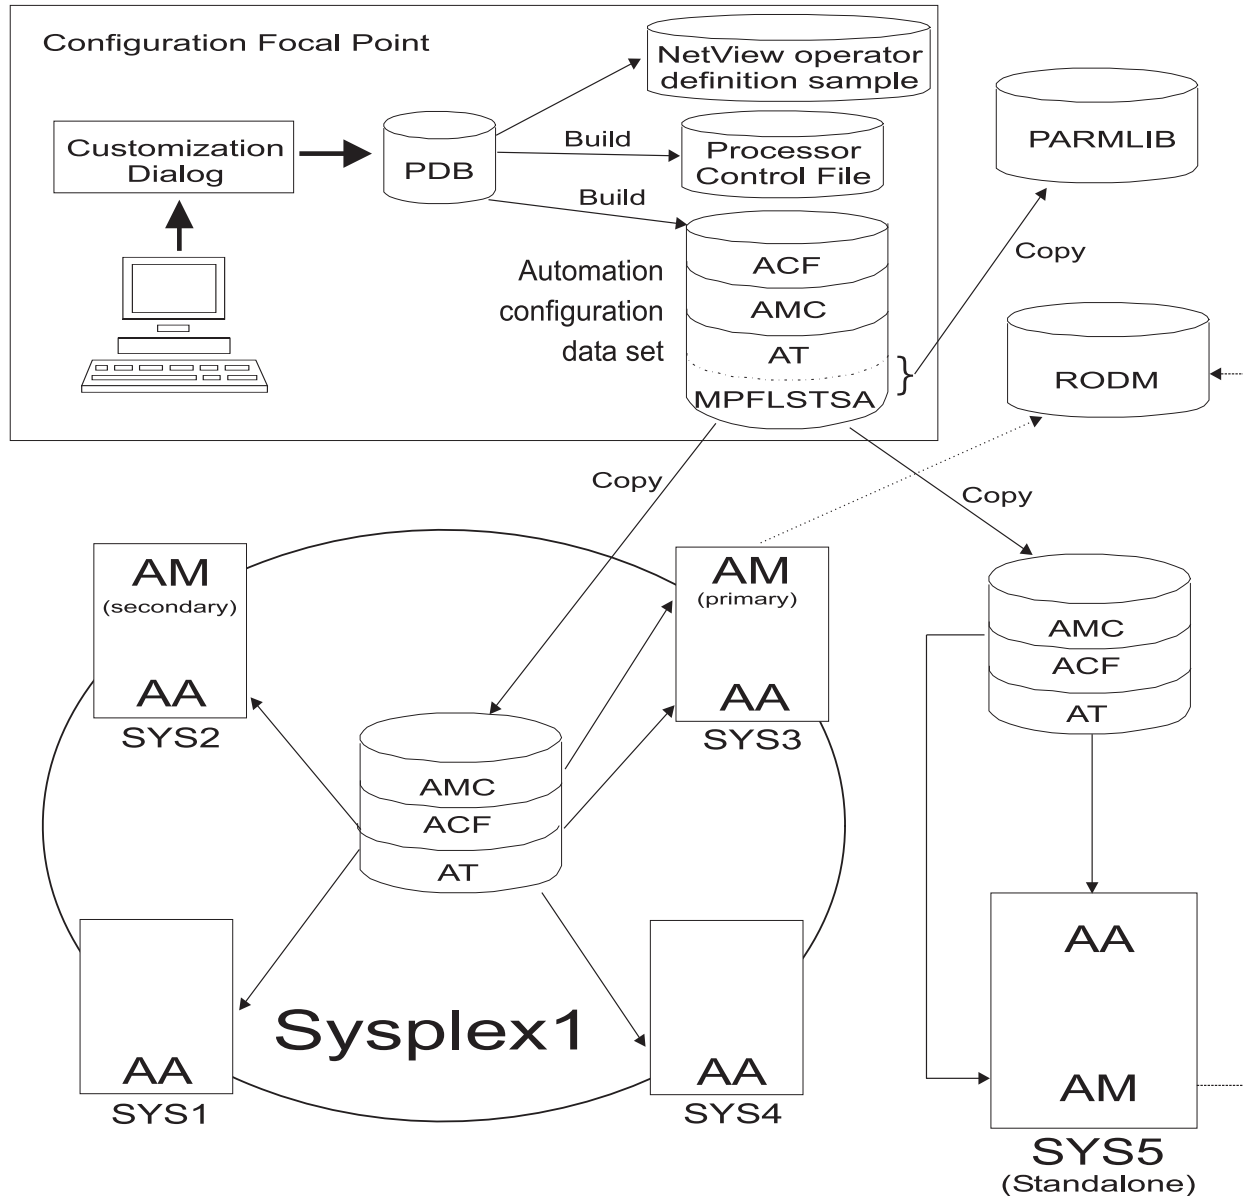 Configuration Focal Point
NetView operator
definition sample
Customization
Dialog
PDB
Build
Processor
Control File
Build
PARMLIB
Automation
configuration
data set
ACF
AMC
AT
MPFLSTSA
}
Copy
RODM
Copy
Copy
AM
(secondary)
AA
SYS2
AM
(primary)
AA
SYS3
AMC
ACF
AT
AMC
ACF
AT
Sysplex1
AA
SYS1
AA
SYS4
AA
AM
SYS5
(Standalone)